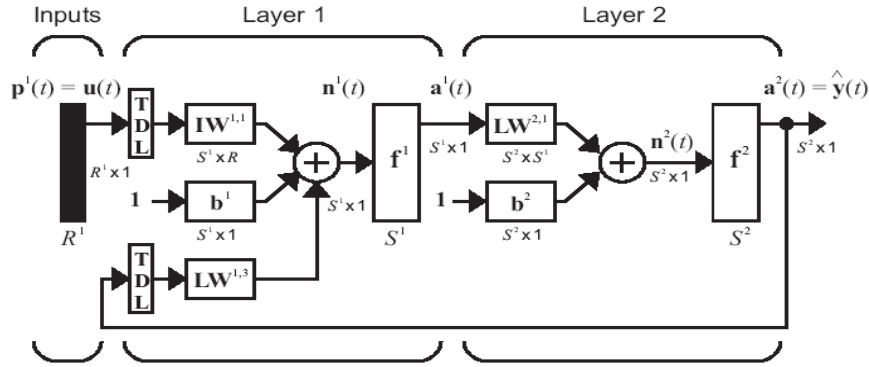 Inputs Layer 1 Layer 2
p¹(t) = u(t) n¹(t) a¹(t) a²(t) = ŷ(t)
TDL IW¹,¹ LW²,¹
S¹ x R f¹ S¹ x 1 S² x S¹ n²(t) f² S² x 1
R¹ x 1 S² x 1
1 b¹ S¹ x 1 1 b²
R¹ S¹ x 1 S¹ S² x 1 S²
TDL LW¹,³